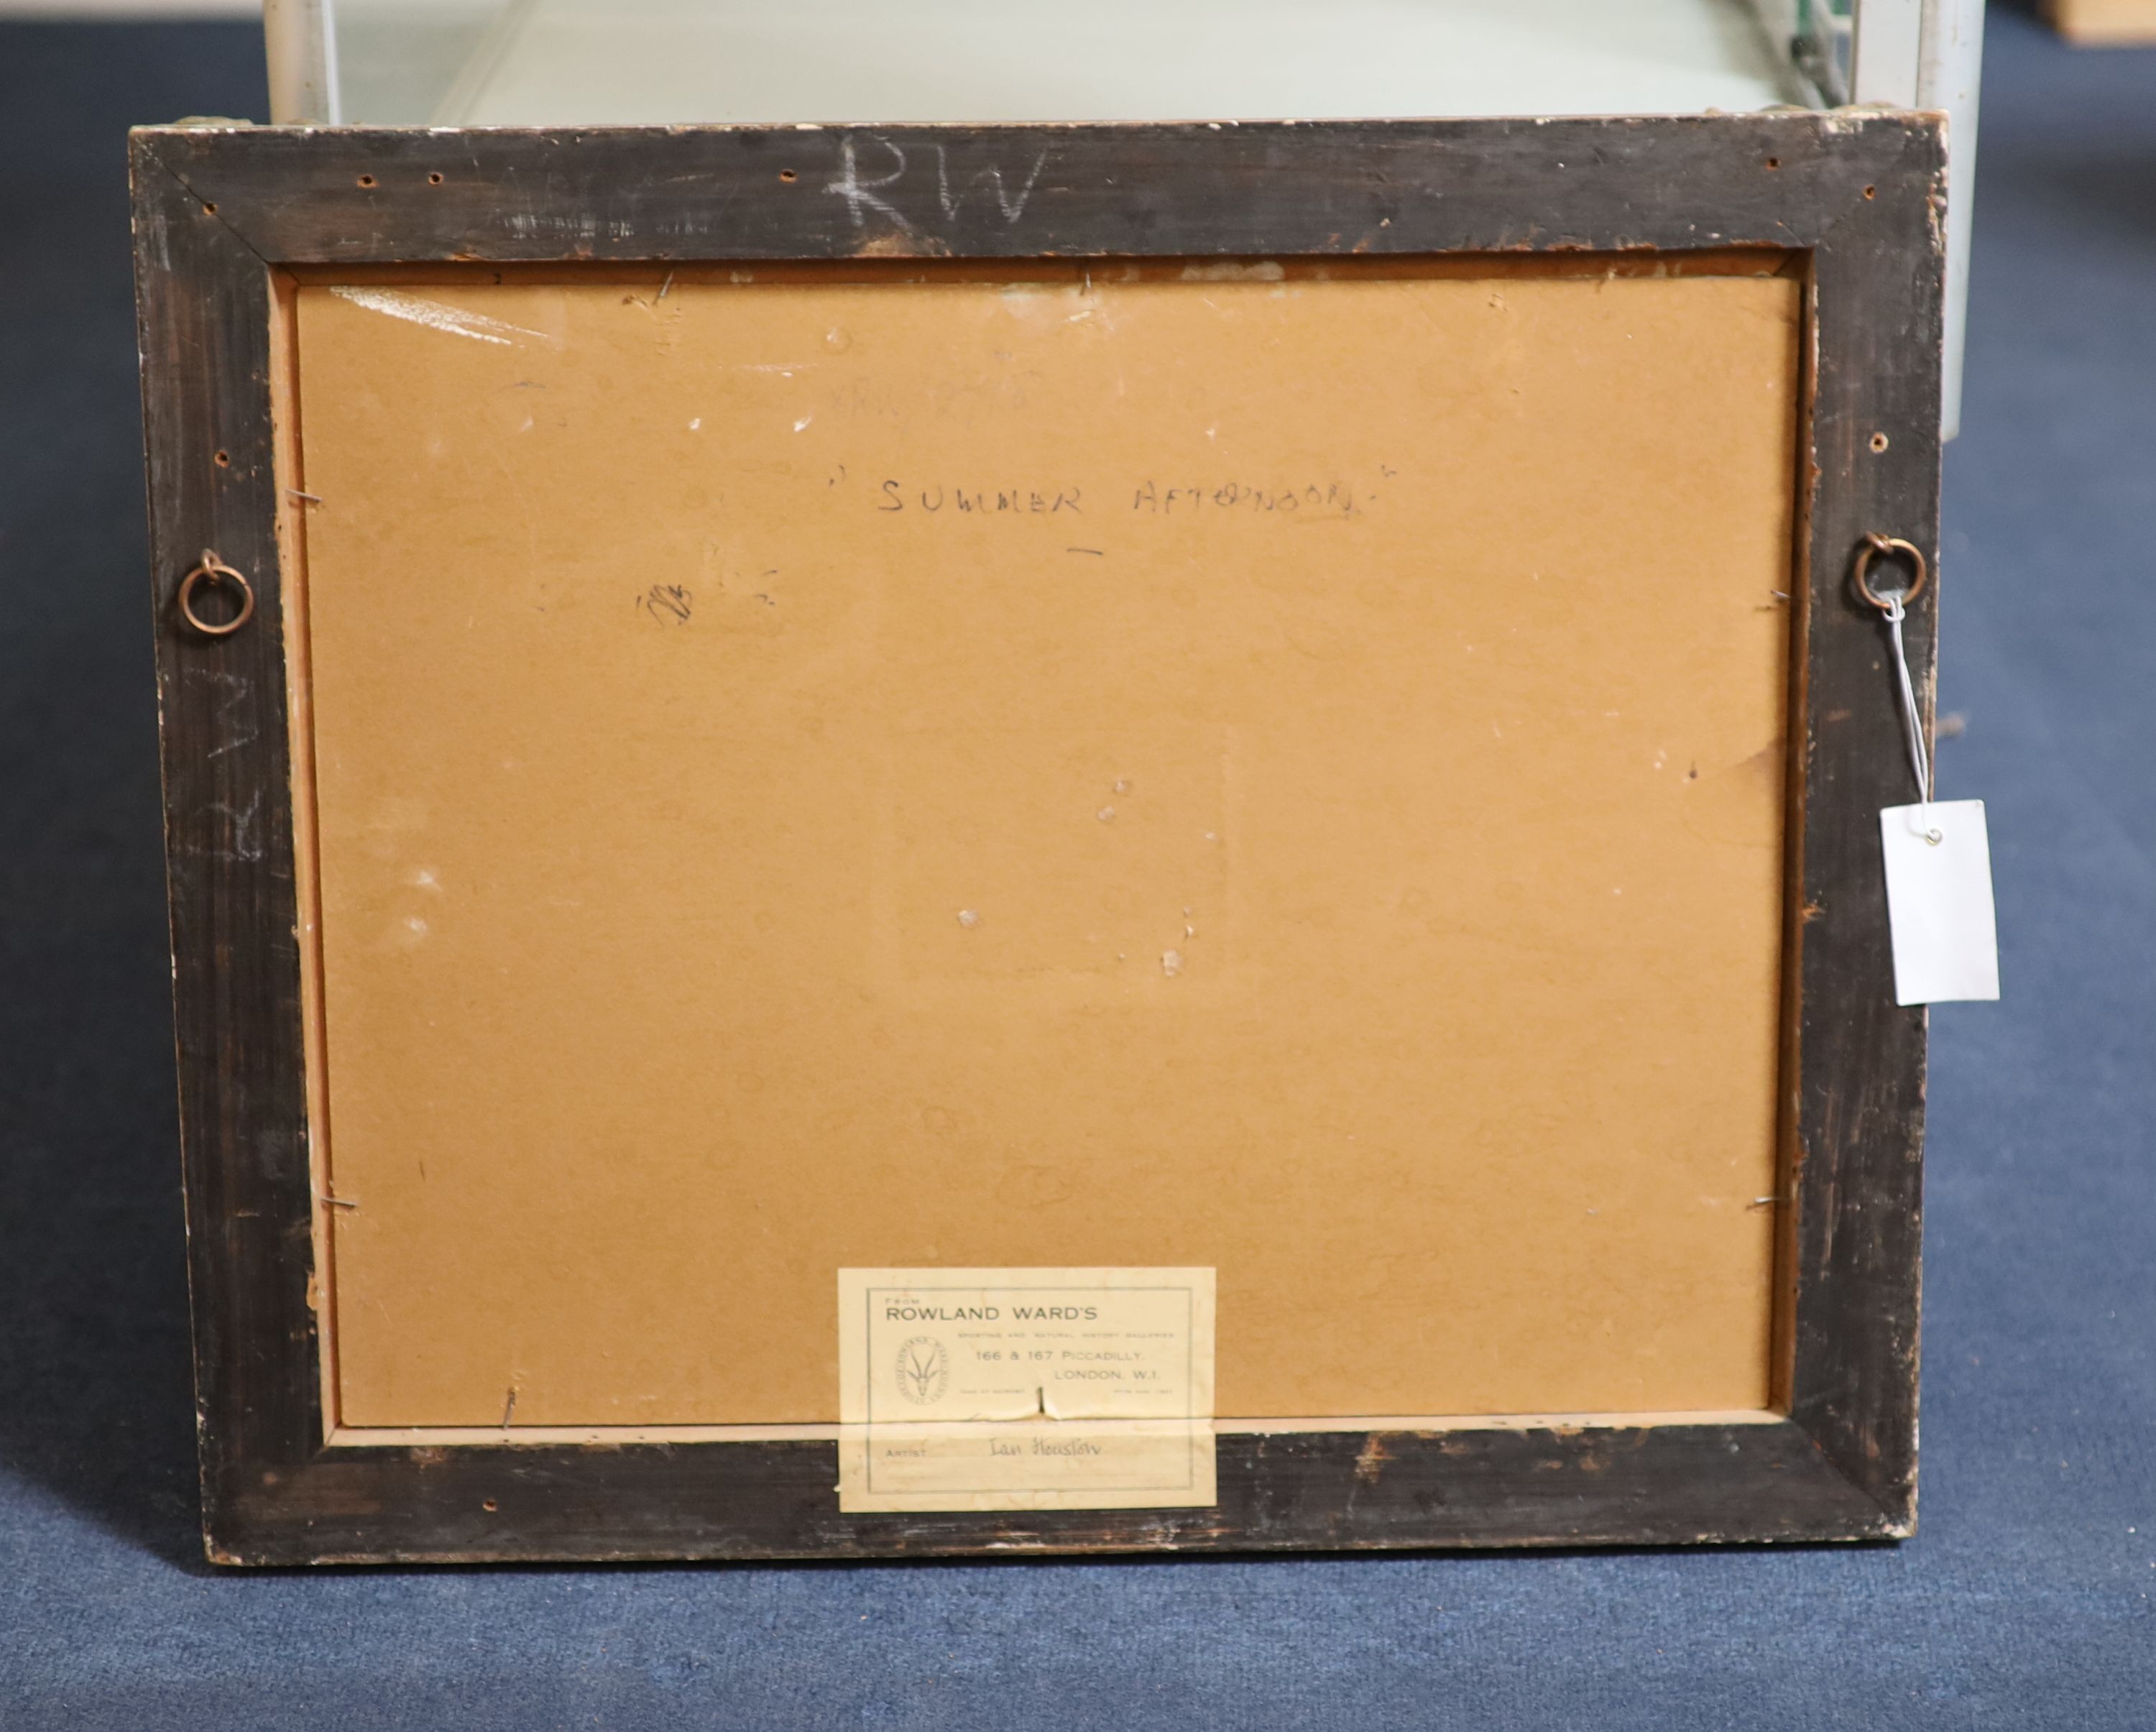 RW
" SUMMER AFTERNOON."
RW
FROM
ROWLAND WARD'S
SPORTING AND NATURAL HISTORY GALLERIES
166 & 167 PICCADILLY,
LONDON, W.1.
ARTIST Ian Houston